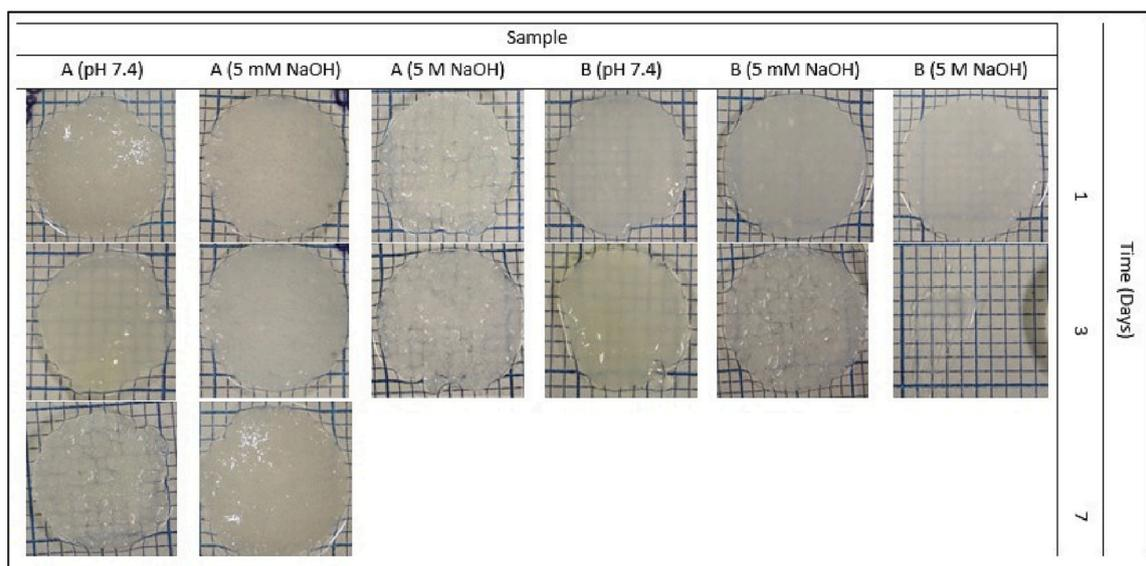 Sample
A (pH 7.4) A (5 mM NaOH) A (5 M NaOH) B (pH 7.4) B (5 mM NaOH) B (5 M NaOH)
1
3
7
Time (Days)